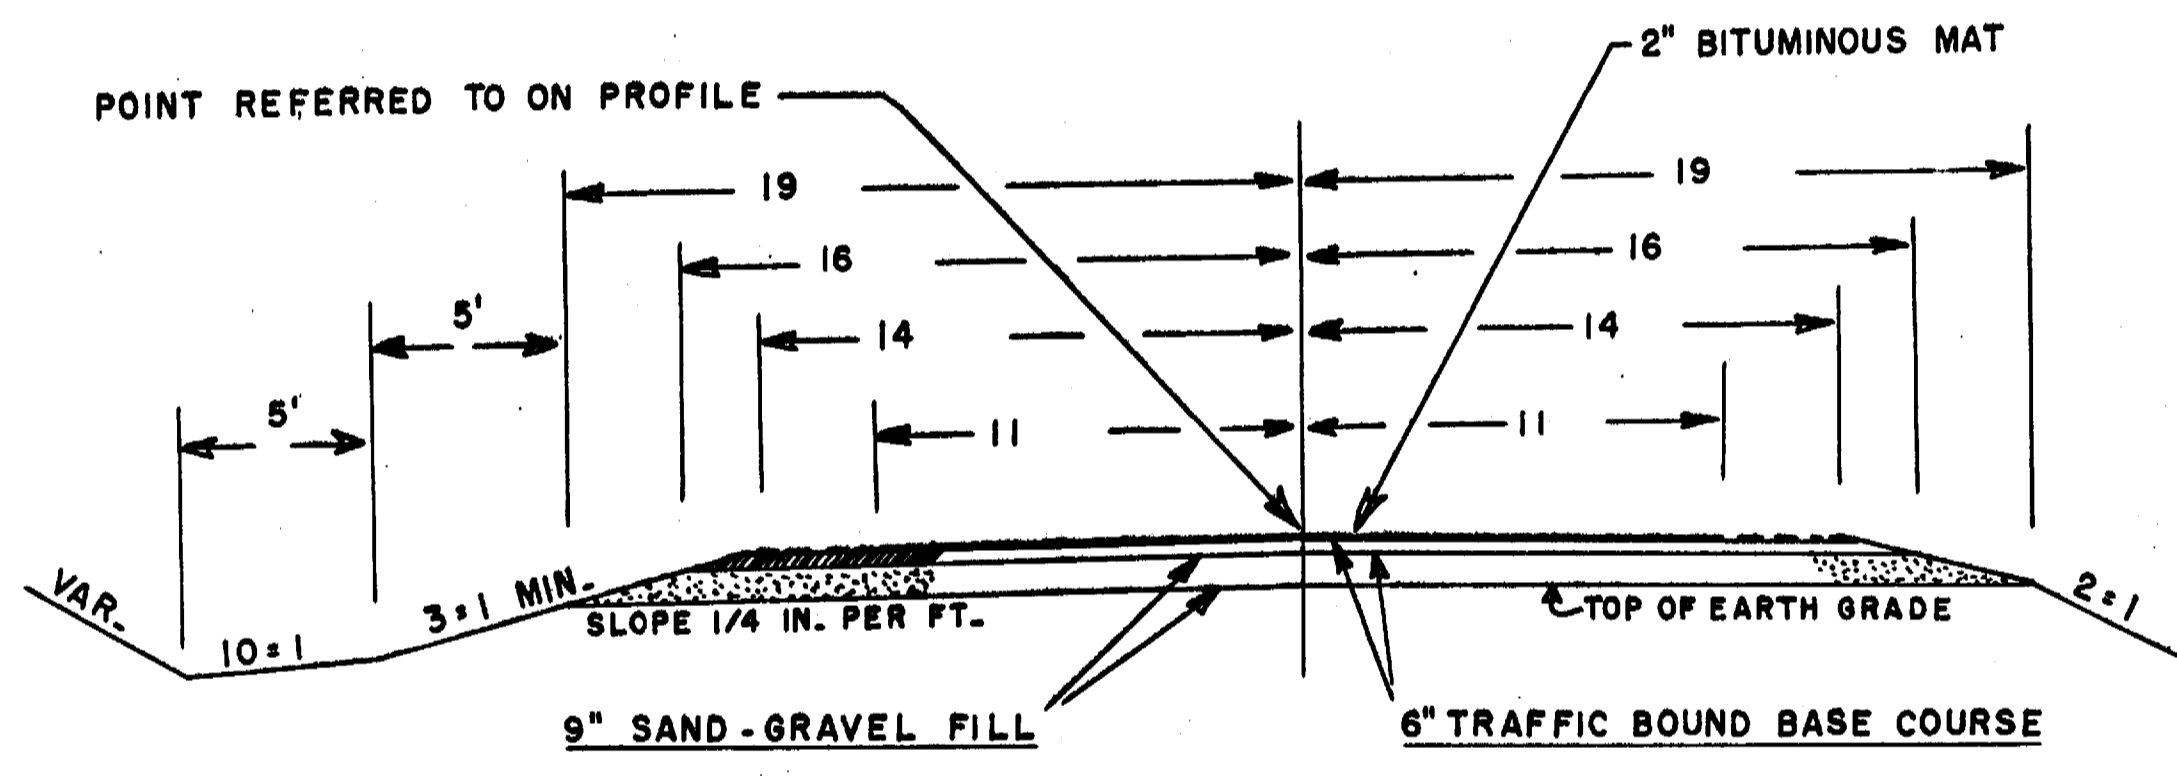 2" BITUMINOUS MAT
POINT REFERRED TO ON PROFILE
19
19
16
16
5'
14
14
5'
11
11
VAR.
10=1
3=1 MIN.
SLOPE 1/4 IN. PER FT.
TOP OF EARTH GRADE
2=1
9" SAND-GRAVEL FILL
6" TRAFFIC BOUND BASE COURSE